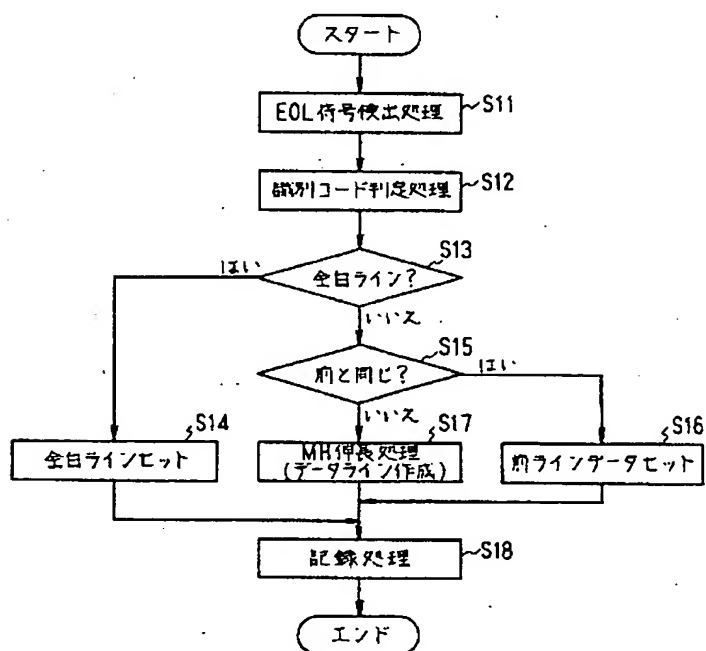 スタート
EOL符号検出処理
S11
識別コード判定処理
S12
S13
全白ライン?
はい
いいえ
S15
前と同じ?
はい
いいえ
S14
全白ラインセット
S17
MH伸長処理
(データライン作成)
S16
前ラインデータセット
記録処理
S18
エンド